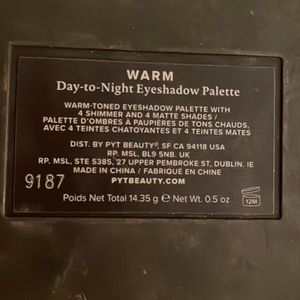 WARM
Day-to-Night Eyeshadow Palette
WARM-TONED EYESHADOW PALETTE WITH
4 SHIMMER AND 4 MATTE SHADES /
PALETTE D'OMBRES À PAUPIÈRES DE TONS CHAUDS,
AVEC 4 TEINTES CHATOYANTES ET 4 TEINTES MATES
DIST. BY PYT BEAUTY®, SF CA 94118 USA
RP. MSL, BL9 5NB. UK
RP. MSL, STE 5385, 27 UPPER PEMBROKE ST, DUBLIN. IE
MADE IN CHINA / FABRIQUÉ EN CHINE
PYTBEAUTY.COM
9187
Poids Net Total 14.35 g ℮ Net Wt. 0.5 oz
12M